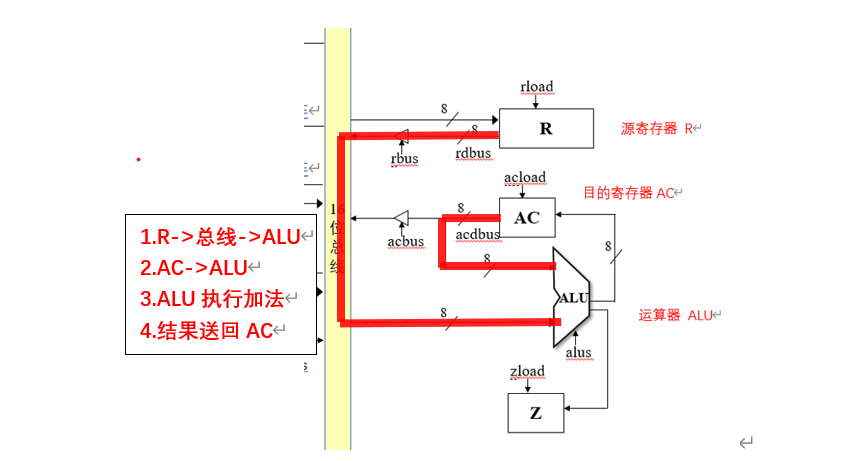 rload
8
R
源寄存器 R
8
rbus
rdbus
acload
目的寄存器 AC
16
位
总
线
8
AC
acbus
acdbus
8
8
1.R->总线->ALU
2.AC->ALU
3.ALU 执行加法
4.结果送回 AC
ALU
8
运算器 ALU
alus
zload
Z